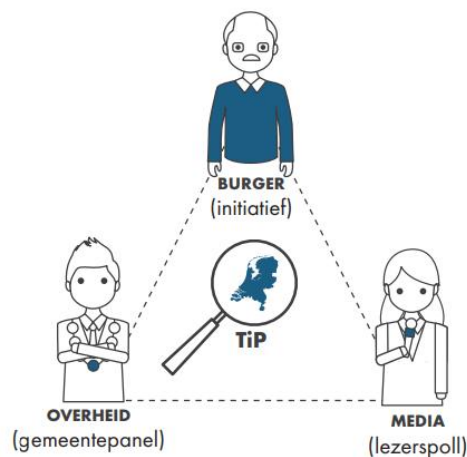 BURGER
(initiatief)
TiP
OVERHEID
(gemeentepanel)
MEDIA
(lezerspoll)